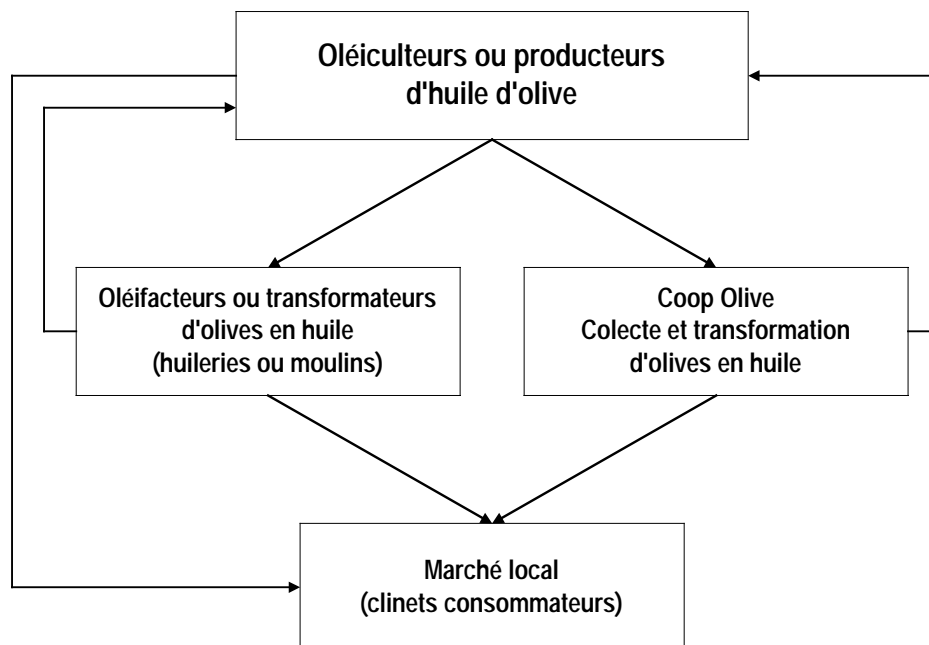 Oléiculteurs ou producteurs
d'huile d'olive
Oléifacteurs ou transformateurs
d'olives en huile
(huileries ou moulins)
Coop Olive
Colecte et transformation
d'olives en huile
Marché local
(clinets consommateurs)